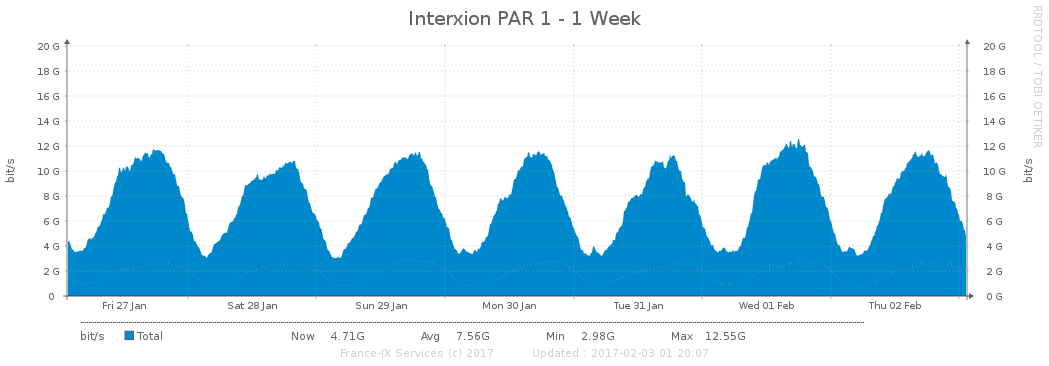 Interxion PAR 1 - 1 Week
RRDTOOL / TOBI OETIKER
bit/s
20 G 20 G
18 G 18 G
16 G 16 G
14 G 14 G
12 G 12 G
10 G 10 G
8 G 8 G
6 G 6 G
4 G 4 G
2 G 2 G
0 0 G
bit/s
Fri 27 Jan Sat 28 Jan Sun 29 Jan Mon 30 Jan Tue 31 Jan Wed 01 Feb Thu 02 Feb
bit/s Total Now 4.71G Avg 7.56G Min 2.98G Max 12.55G
France-IX Services (c) 2017 Updated : 2017-02-03 01:20:07